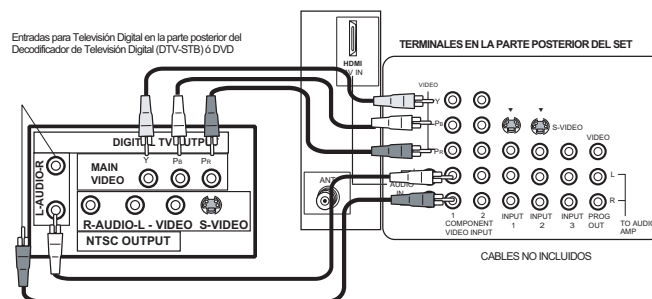 Entradas para Televisión Digital en la parte posterior del
Decodificador de Televisión Digital (DTV-STB) ó DVD
HDMI
AV IN
TERMINALES EN LA PARTE POSTERIOR DEL SET
VIDEO
Y
PB
PR
S-VIDEO
VIDEO
L
R
ANT
AUDIO
IN
1
2
COMPONENT
VIDEO INPUT
INPUT
1
INPUT
2
INPUT
3
PROG
OUT
TO AUDIO
AMP
CABLES NO INCLUIDOS
DIGITAL TV OUTPUT
Y PB PR
MAIN
VIDEO
L-AUDIO-R
R-AUDIO-L - VIDEO S-VIDEO
NTSC OUTPUT